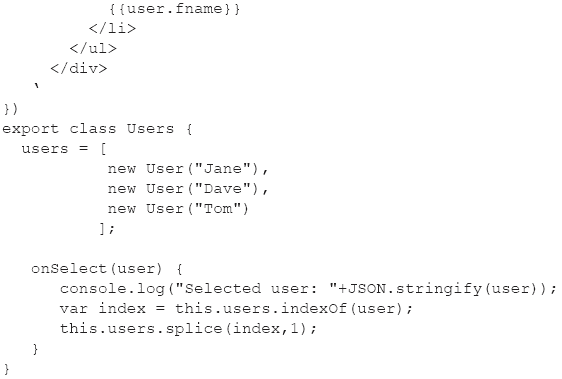 {{user.fname}}
</li>
</ul>
</div>
`
})
export class Users {
users = [
new User("Jane"),
new User("Dave"),
new User("Tom")
];
onSelect(user) {
console.log("Selected user: "+JSON.stringify(user));
var index = this.users.indexOf(user);
this.users.splice(index,1);
}
}